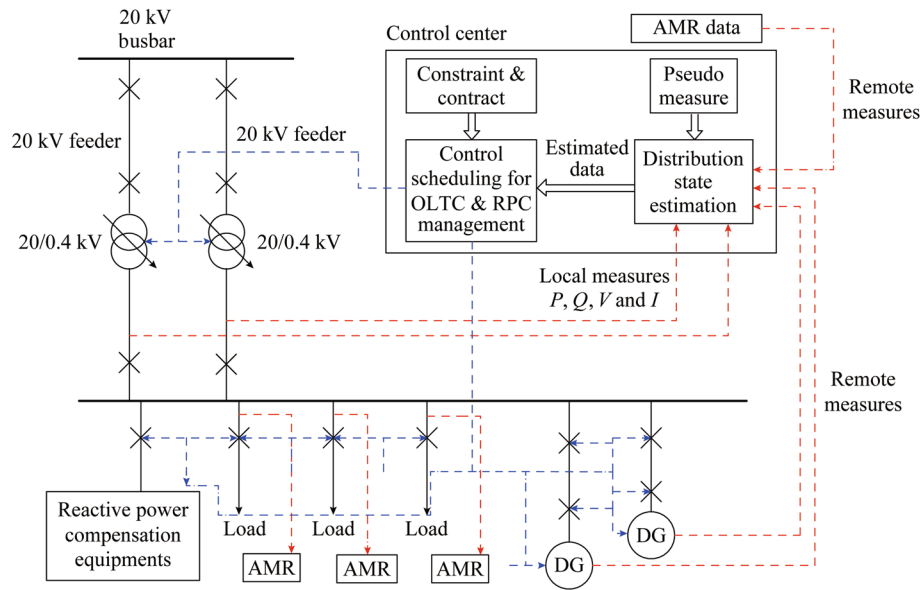 20 kV
busbar
Control center
AMR data
Constraint &
contract
Pseudo
measure
Remote
measures
20 kV feeder
20 kV feeder
Estimated
data
Control
scheduling for
OLTC & RPC
management
Distribution
state
estimation
20/0.4 kV
20/0.4 kV
Local measures
P, Q, V and I
Remote
measures
Reactive power
compensation
equipments
Load
Load
Load
AMR
AMR
AMR
DG
DG